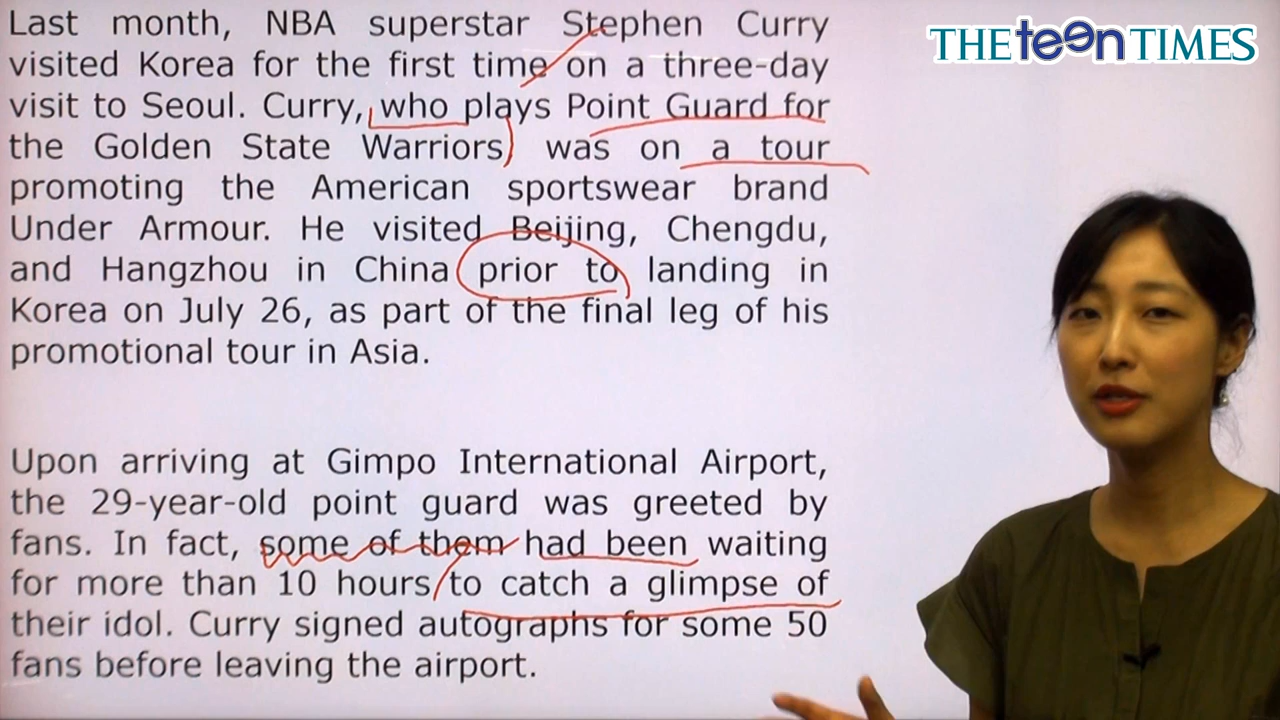 THE teen TIMES
Last month, NBA superstar Stephen Curry
visited Korea for the first time on a three-day
visit to Seoul. Curry, who plays Point Guard for
the Golden State Warriors, was on a tour
promoting the American sportswear brand
Under Armour. He visited Beijing, Chengdu,
and Hangzhou in China prior to landing in
Korea on July 26, as part of the final leg of his
promotional tour in Asia.
Upon arriving at Gimpo International Airport,
the 29-year-old point guard was greeted by
fans. In fact, some of them had been waiting
for more than 10 hours to catch a glimpse of
their idol. Curry signed autographs for some 50
fans before leaving the airport.